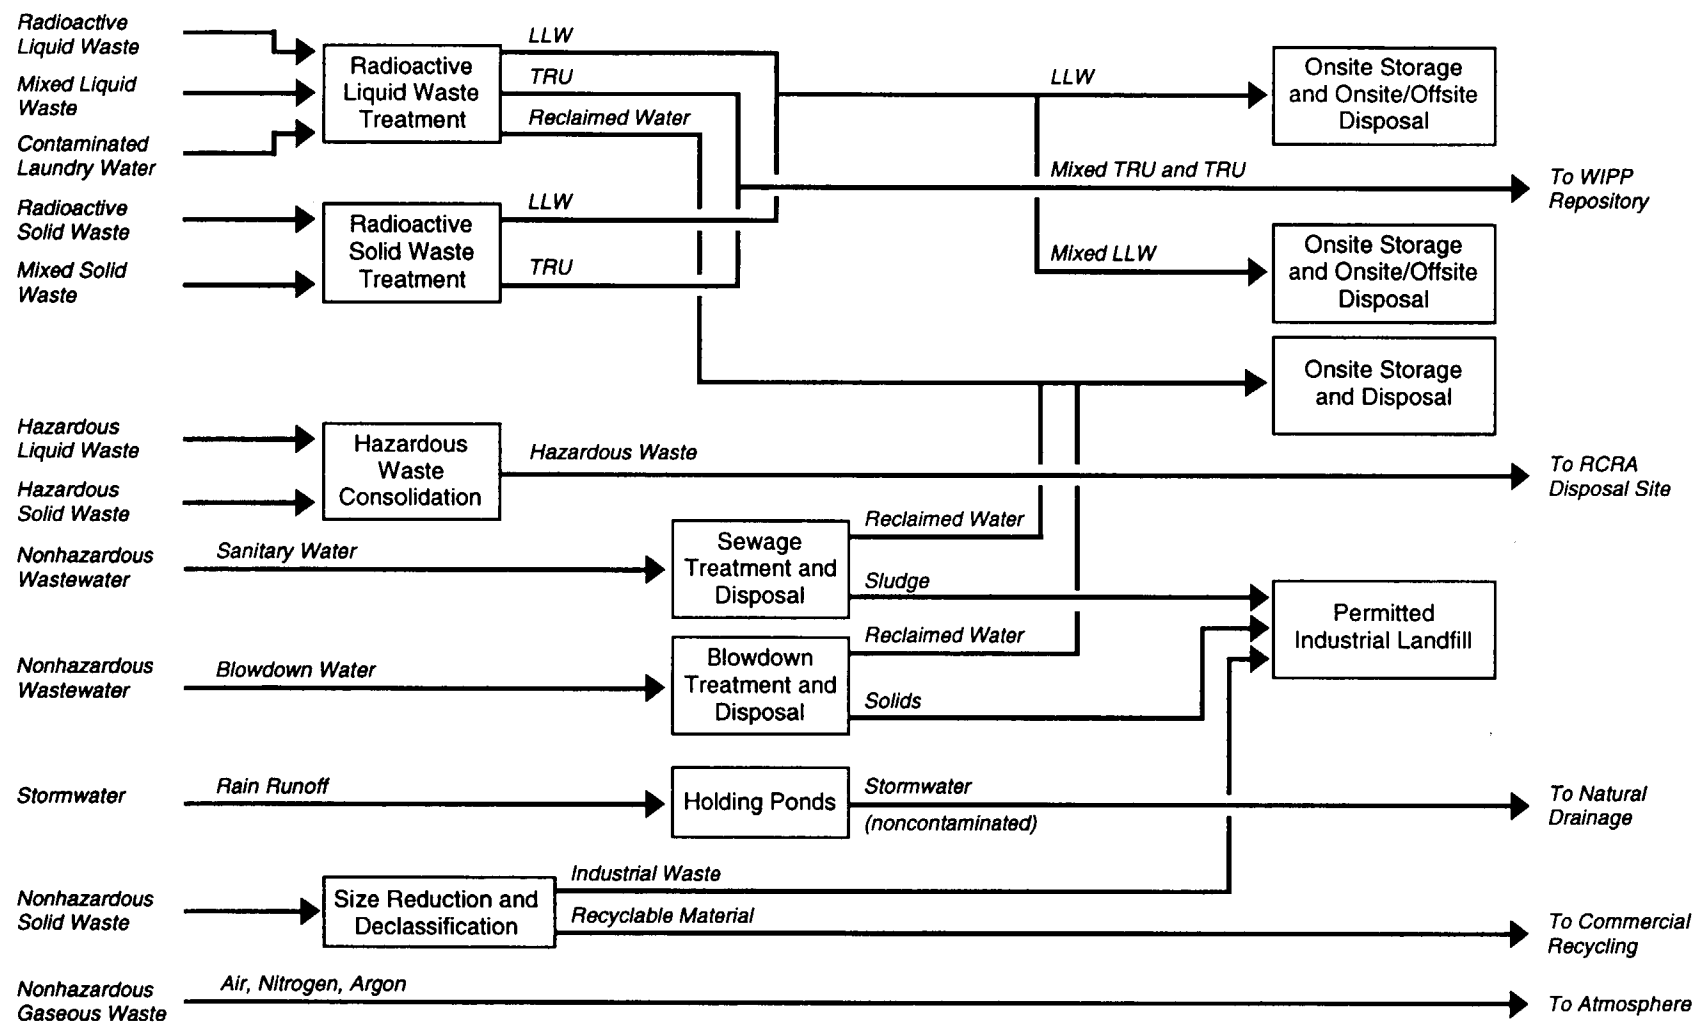 Radioactive
Liquid Waste
Mixed Liquid
Waste
Contaminated
Laundry Water
Radioactive
Solid Waste
Mixed Solid
Waste
Radioactive
Liquid Waste
Treatment
Radioactive
Solid Waste
Treatment
LLW
TRU
Reclaimed Water
LLW
TRU
LLW
Mixed TRU and TRU
Mixed LLW
Onsite Storage
and Onsite/Offsite
Disposal
To WIPP
Repository
Onsite Storage
and Onsite/Offsite
Disposal
Onsite Storage
and Disposal
Hazardous
Liquid Waste
Hazardous
Solid Waste
Hazardous
Waste
Consolidation
Hazardous Waste
To RCRA
Disposal Site
Nonhazardous
Wastewater
Sanitary Water
Sewage
Treatment and
Disposal
Reclaimed Water
Sludge
Permitted
Industrial Landfill
Nonhazardous
Wastewater
Blowdown Water
Blowdown
Treatment and
Disposal
Reclaimed Water
Solids
Stormwater
Rain Runoff
Holding Ponds
Stormwater
(noncontaminated)
To Natural
Drainage
Nonhazardous
Solid Waste
Size Reduction and
Declassification
Industrial Waste
Recyclable Material
To Commercial
Recycling
Nonhazardous
Gaseous Waste
Air, Nitrogen, Argon
To Atmosphere